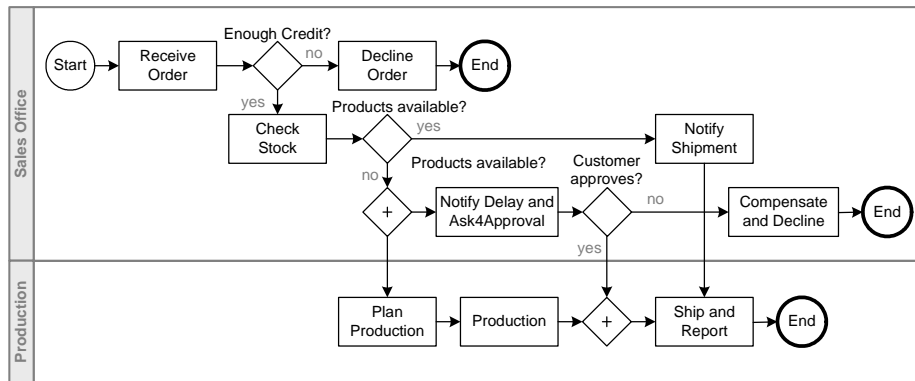 Sales Office
Enough Credit?
Start
Receive
Order
no
Decline
Order
End
yes
Products available?
Check
Stock
yes
Notify
Shipment
Products available?
Customer
approves?
no
+
Notify Delay and
Ask4Approval
no
Compensate
and Decline
End
yes
Production
Plan
Production
Production
+
Ship and
Report
End